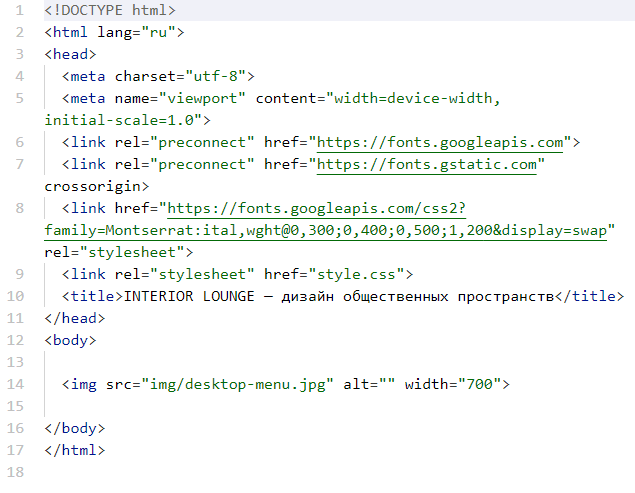 1 <!DOCTYPE html>
2 <html lang="ru">
3 <head>
4 <meta charset="utf-8">
5 <meta name="viewport" content="width=device-width,
initial-scale=1.0">
6 <link rel="preconnect" href="https://fonts.googleapis.com">
7 <link rel="preconnect" href="https://fonts.gstatic.com"
crossorigin>
8 <link href="https://fonts.googleapis.com/css2?
family=Montserrat:ital,wght@0,300;0,400;0,500;1,200&display=swap"
rel="stylesheet">
9 <link rel="stylesheet" href="style.css">
10 <title>INTERIOR LOUNGE — дизайн общественных пространств</title>
11 </head>
12 <body>
13
14 <img src="img/desktop-menu.jpg" alt="" width="700">
15
16 </body>
17 </html>
18